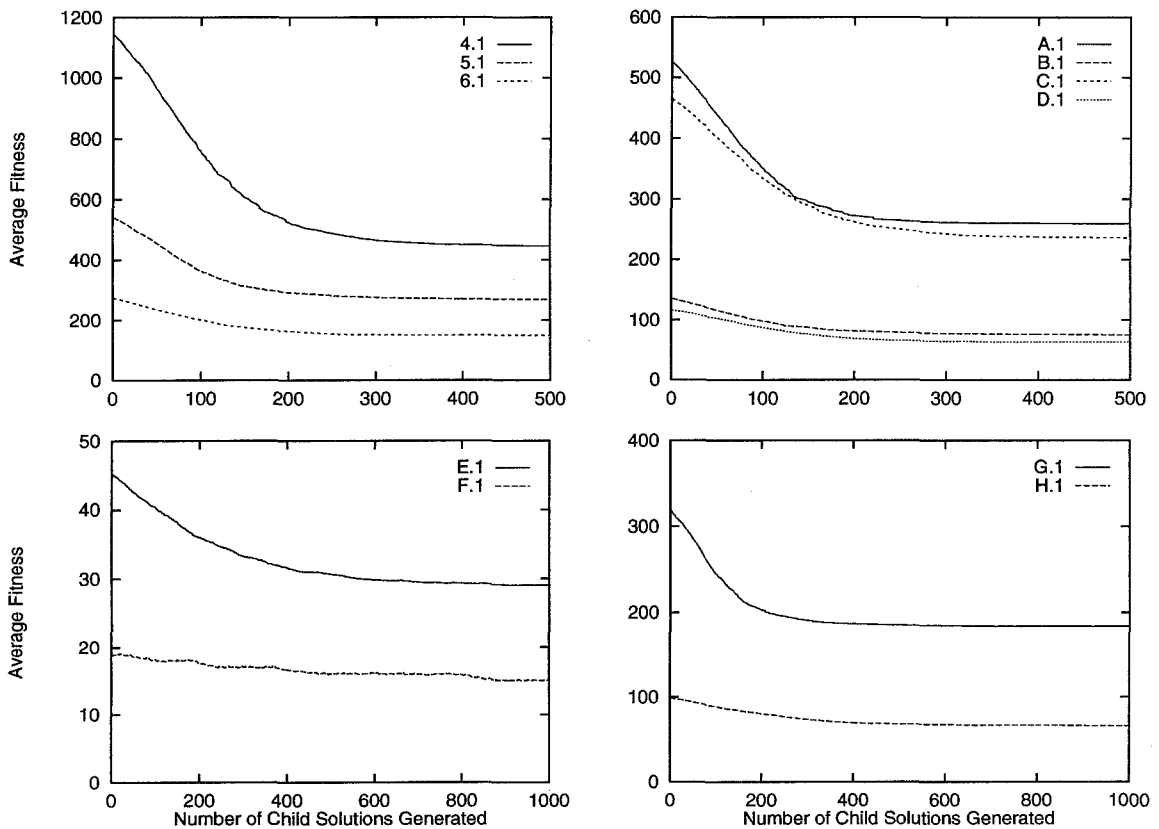 1200
1000
800
600
400
200
0
0 100 200 300 400 500
4.1
5.1
6.1
Average Fitness
600
500
400
300
200
100
0
0 100 200 300 400 500
A.1
B.1
C.1
D.1
50
40
30
20
10
0
0 200 400 600 800 1000
E.1
F.1
Average Fitness
Number of Child Solutions Generated
400
300
200
100
0
0 200 400 600 800 1000
G.1
H.1
Number of Child Solutions Generated